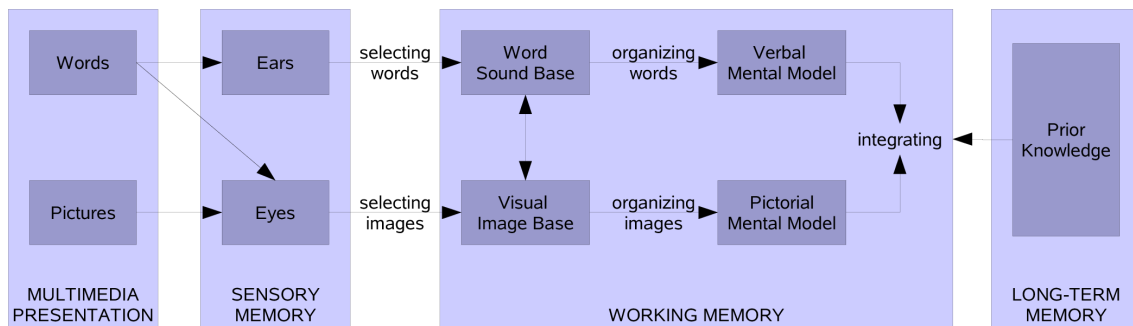 Words
Ears
selecting
words
Word
Sound Base
organizing
words
Verbal
Mental Model
integrating
Prior
Knowledge
Pictures
Eyes
selecting
images
Visual
Image Base
organizing
images
Pictorial
Mental Model
MULTIMEDIA
PRESENTATION
SENSORY
MEMORY
WORKING MEMORY
LONG-TERM
MEMORY